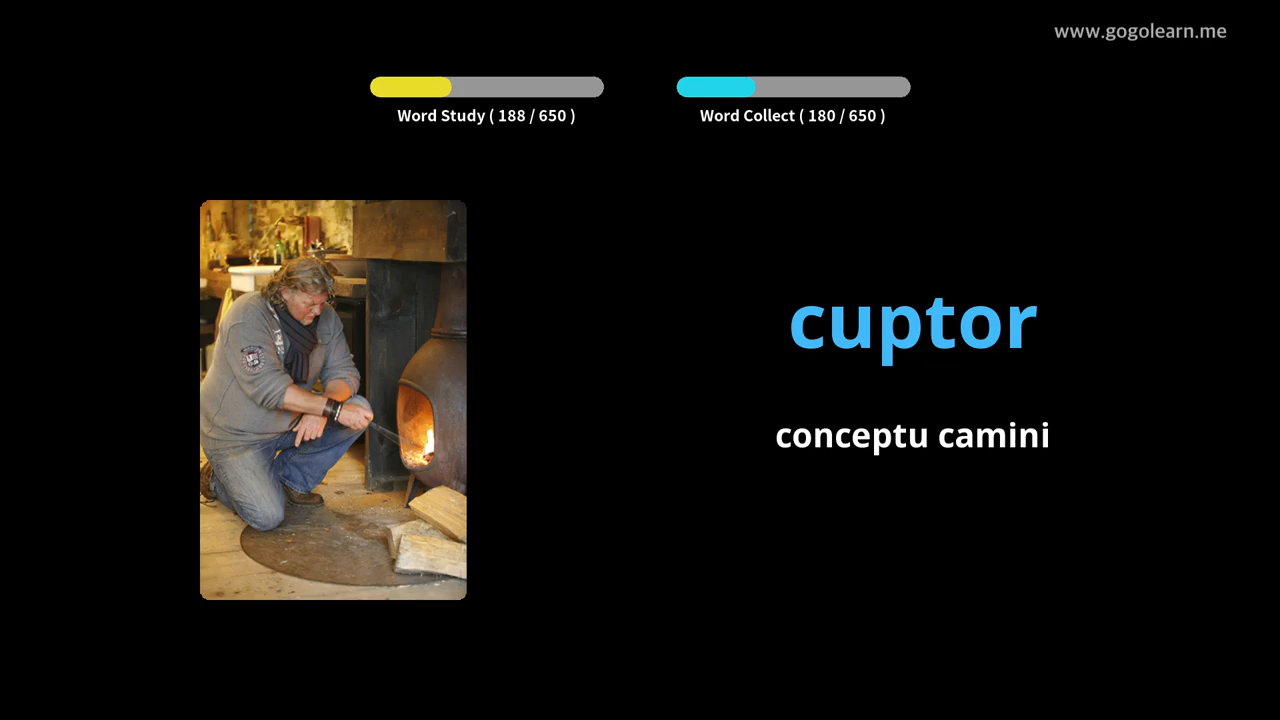 www.gogolearn.me
Word Study ( 188 / 650 )
Word Collect ( 180 / 650 )
cuptor
conceptu camini